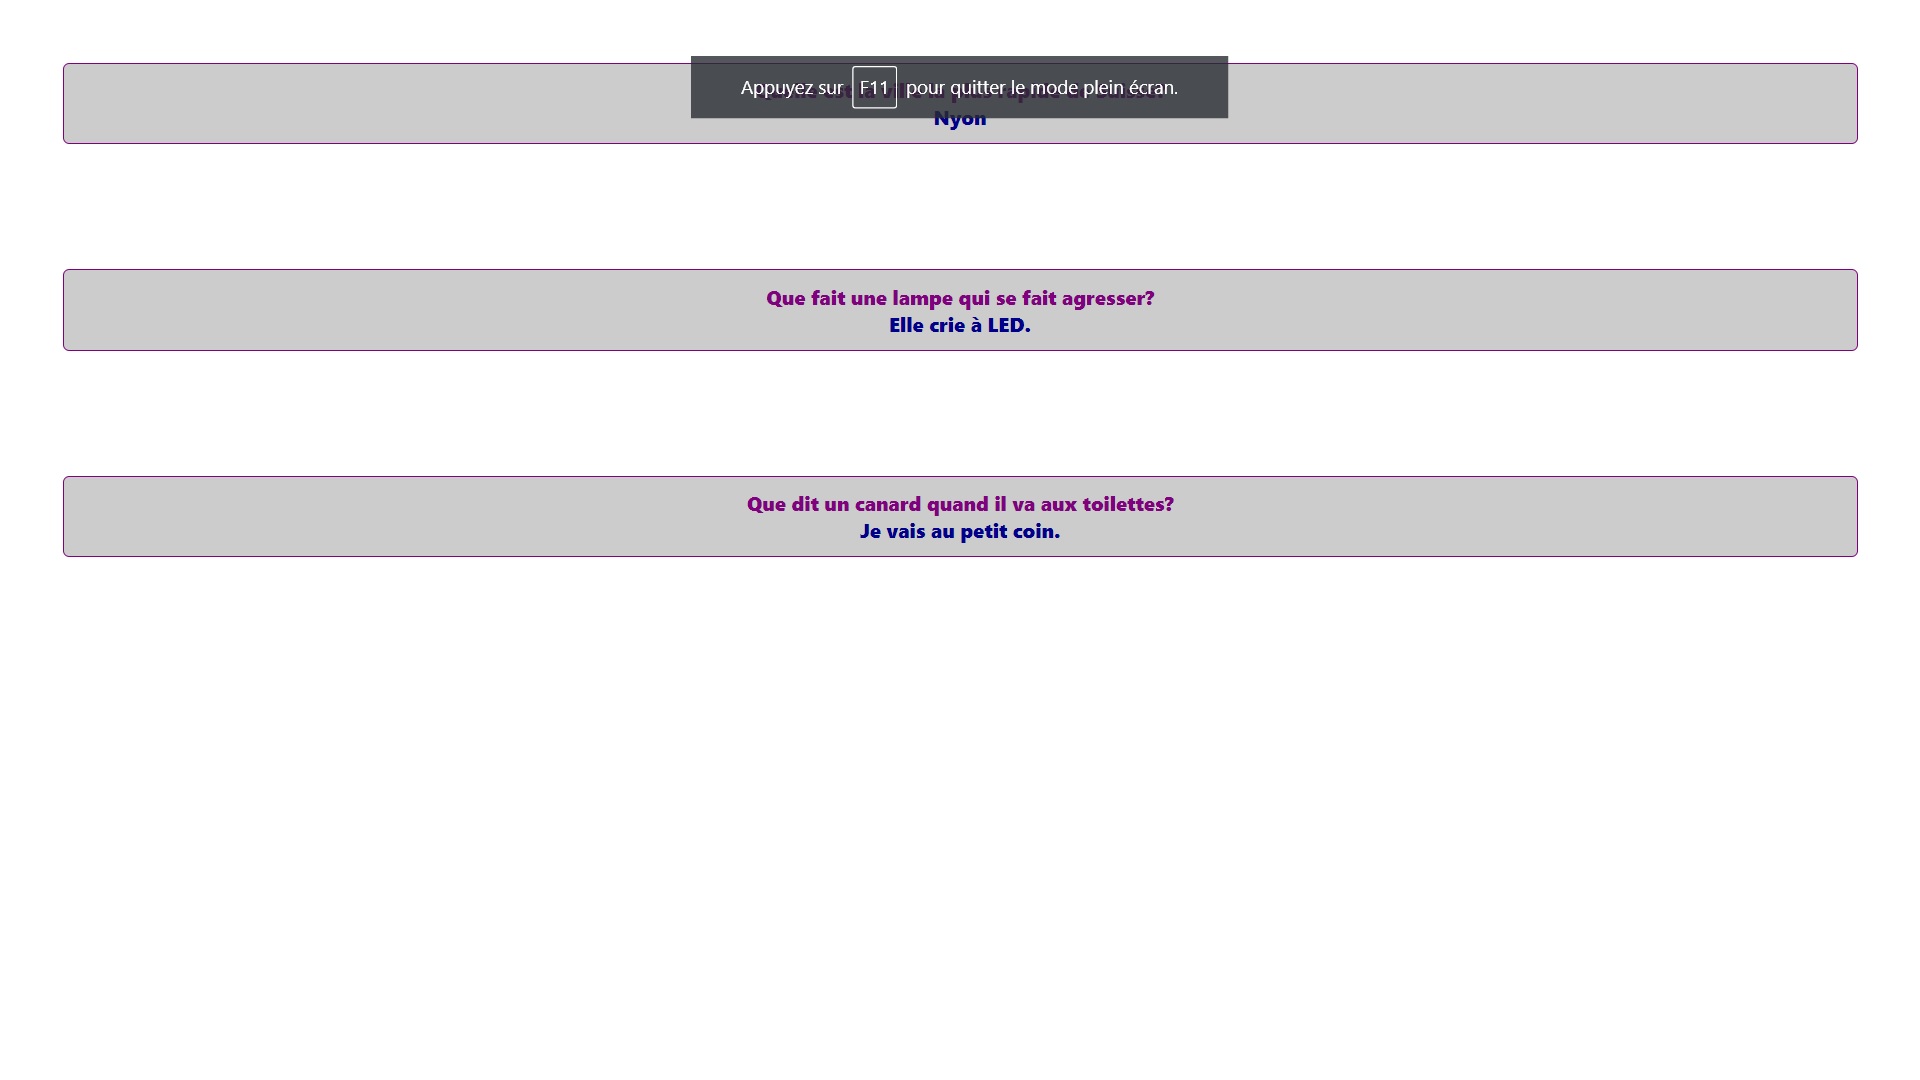 Appuyez sur F11 pour quitter le mode plein écran.
Nyon
Que fait une lampe qui se fait agresser?
Elle crie à LED.
Que dit un canard quand il va aux toilettes?
Je vais au petit coin.